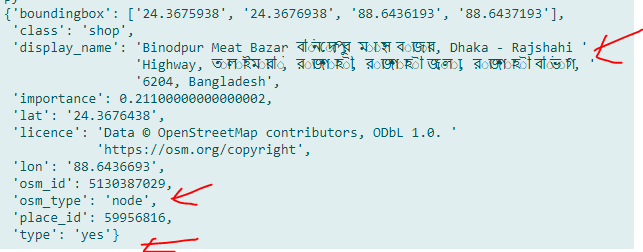 {'boundingbox': ['24.3675938', '24.3676938', '88.6436193', '88.6437193'],
'class': 'shop',
'display_name': 'Binodpur Meat Bazar বিনোদপুর মাংস বাজার, Dhaka - Rajshahi '
'Highway, রাজশাহী, রাজশাহী জেলা, রাজশাহী বিভাগ, '
'6204, Bangladesh',
'importance': 0.21100000000000002,
'lat': '24.3676438',
'licence': 'Data © OpenStreetMap contributors, ODbL 1.0. '
'https://osm.org/copyright',
'lon': '88.6436693',
'osm_id': 5130387029,
'osm_type': 'node',
'place_id': 59956816,
'type': 'yes'}